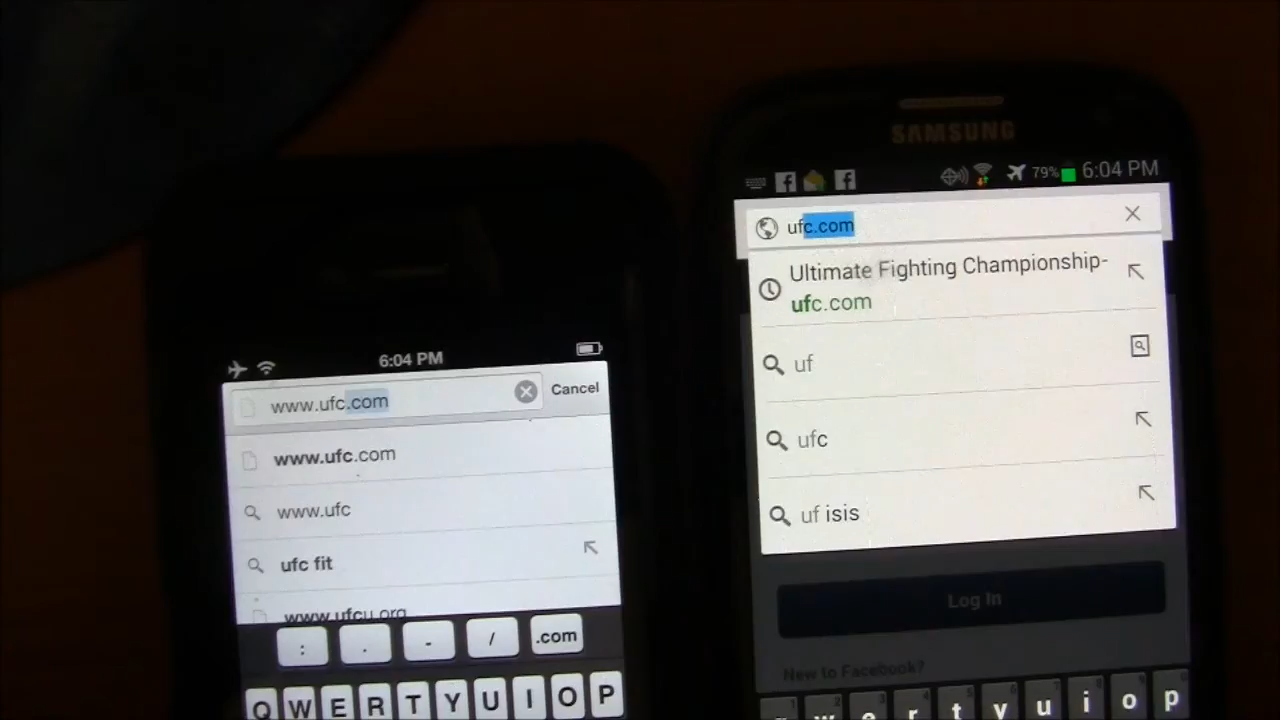 6:04 PM
www.ufc.com
Cancel
www.ufc.com
www.ufc
ufc fit
www.ufcu.org
: . - / .com
Q W E R T Y U I O P
SAMSUNG
79% 6:04 PM
ufc.com
Ultimate Fighting Championship-
ufc.com
uf
ufc
uf isis
Log In
New to Facebook?
w e r t y u i o p